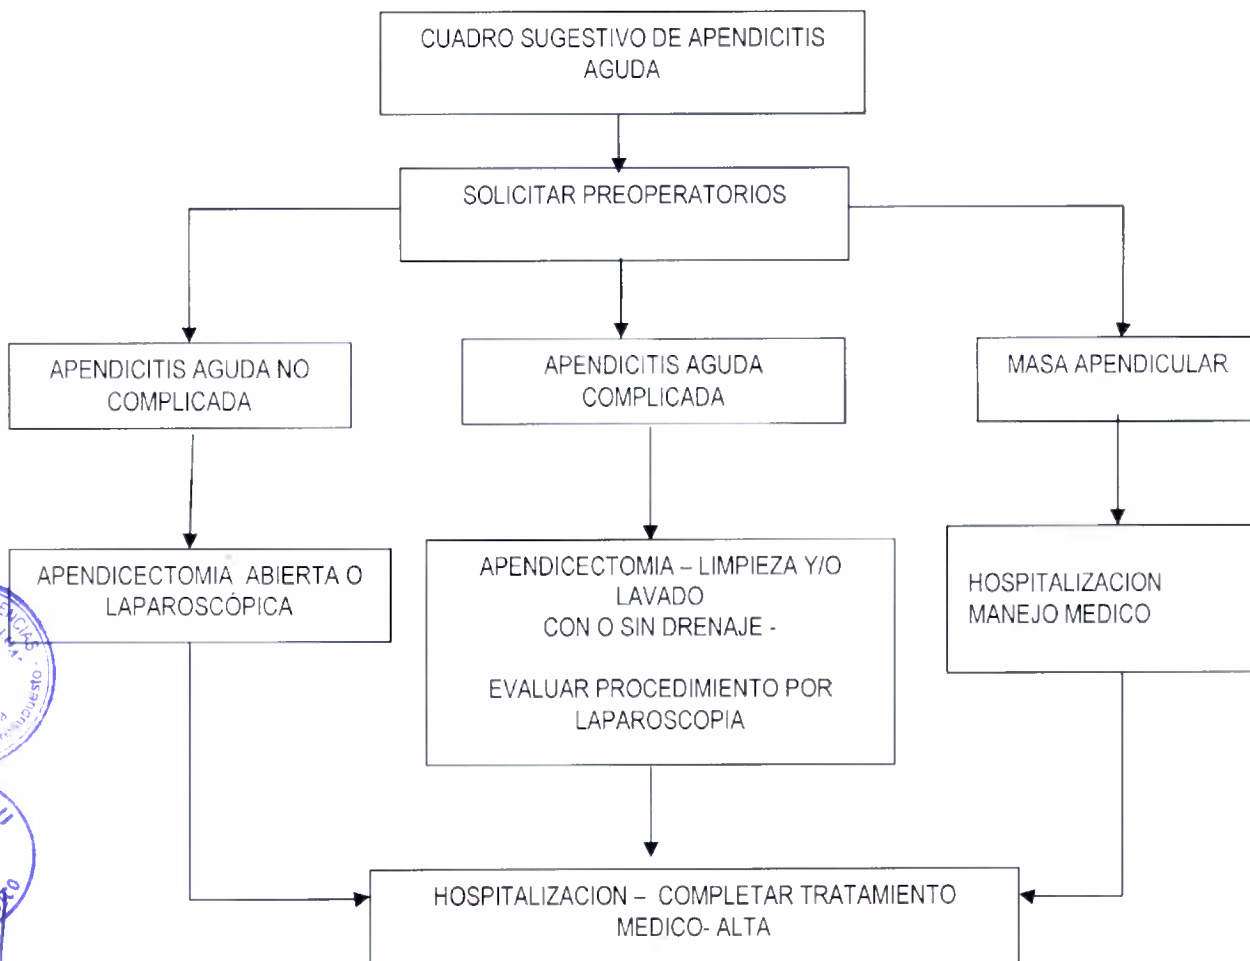 CUADRO SUGESTIVO DE APENDICITIS
AGUDA
SOLICITAR PREOPERATORIOS
APENDICITIS AGUDA NO
COMPLICADA
APENDICITIS AGUDA
COMPLICADA
MASA APENDICULAR
APENDICECTOMIA ABIERTA O
LAPAROSCÓPICA
APENDICECTOMIA – LIMPIEZA Y/O
LAVADO
CON O SIN DRENAJE -
EVALUAR PROCEDIMIENTO POR
LAPAROSCOPIA
HOSPITALIZACION
MANEJO MEDICO
HOSPITALIZACION – COMPLETAR TRATAMIENTO
MEDICO- ALTA